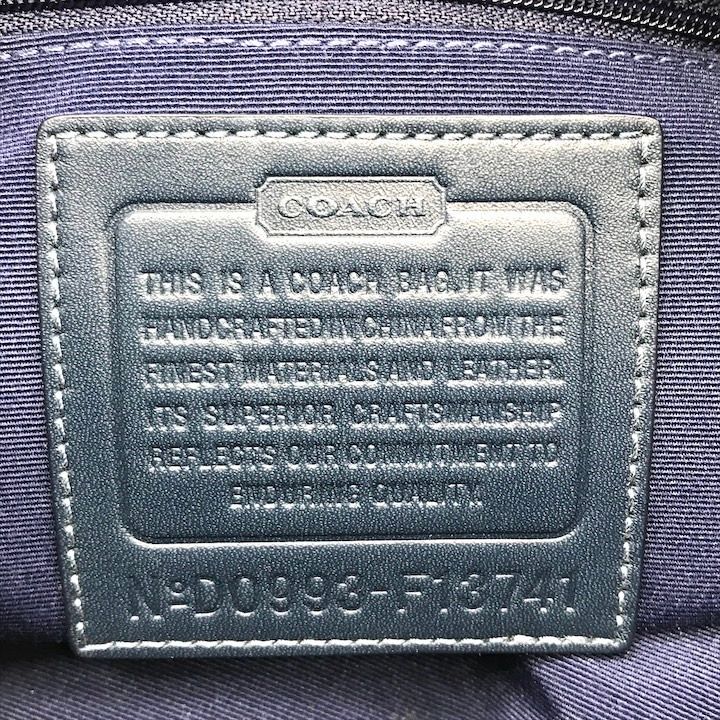 COACH
THIS IS A COACH BAG. IT WAS
HANDCRAFTED IN CHINA FROM THE
FINEST MATERIALS AND LEATHER.
ITS SUPERIOR CRAFTSMANSHIP
REFLECTS OUR COMMITMENT TO
ENDURING QUALITY.
Nº D0993-F13741